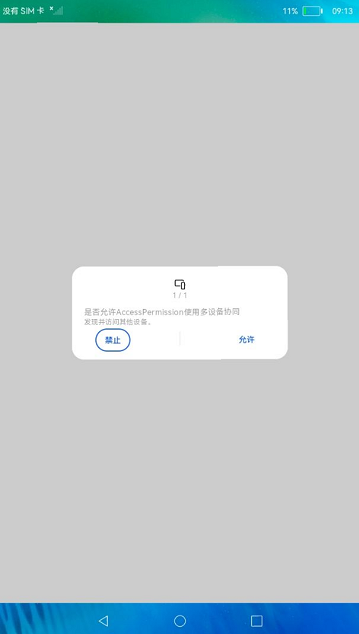 没有 SIM 卡 11% 09:13
1 / 1
是否允许AccessPermission使用多设备协同
发现并访问其他设备。
禁止 允许